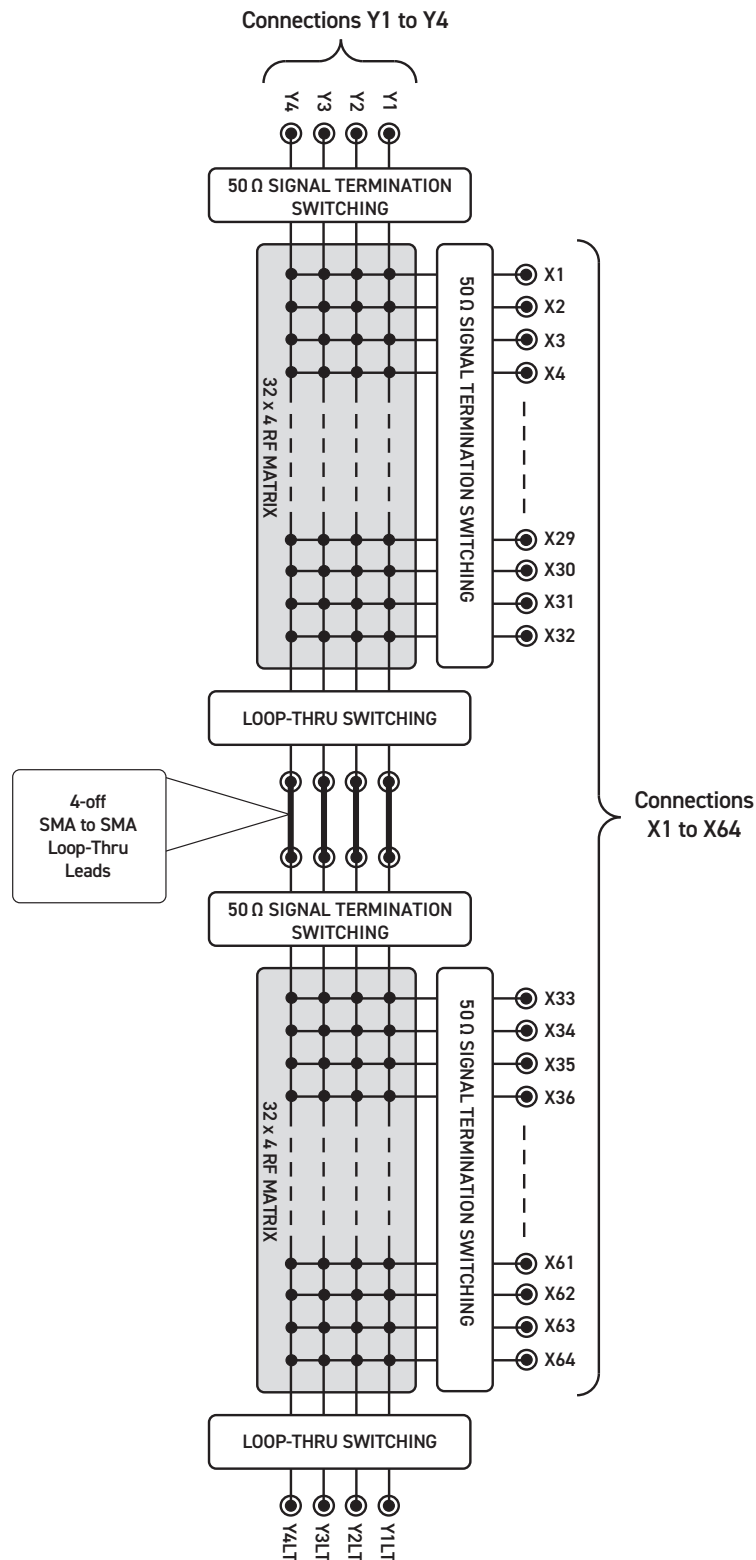 Connections Y1 to Y4
Y4 Y3 Y2 Y1
50 Ω SIGNAL TERMINATION
SWITCHING
32 x 4 RF MATRIX
50 Ω SIGNAL TERMINATION SWITCHING
X1
X2
X3
X4
X29
X30
X31
X32
LOOP-THRU SWITCHING
4-off
SMA to SMA
Loop-Thru
Leads
Connections
X1 to X64
50 Ω SIGNAL TERMINATION
SWITCHING
32 x 4 RF MATRIX
50 Ω SIGNAL TERMINATION SWITCHING
X33
X34
X35
X36
X61
X62
X63
X64
LOOP-THRU SWITCHING
Y4LT Y3LT Y2LT Y1LT